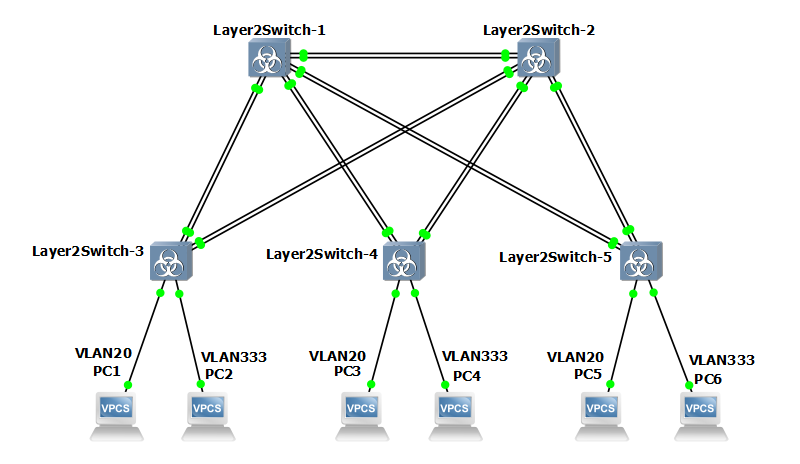 Layer2Switch-1
Layer2Switch-2
Layer2Switch-3
Layer2Switch-4
Layer2Switch-5
VLAN20
PC1
VLAN333
PC2
VLAN20
PC3
VLAN333
PC4
VLAN20
PC5
VLAN333
PC6
VPCS
VPCS
VPCS
VPCS
VPCS
VPCS